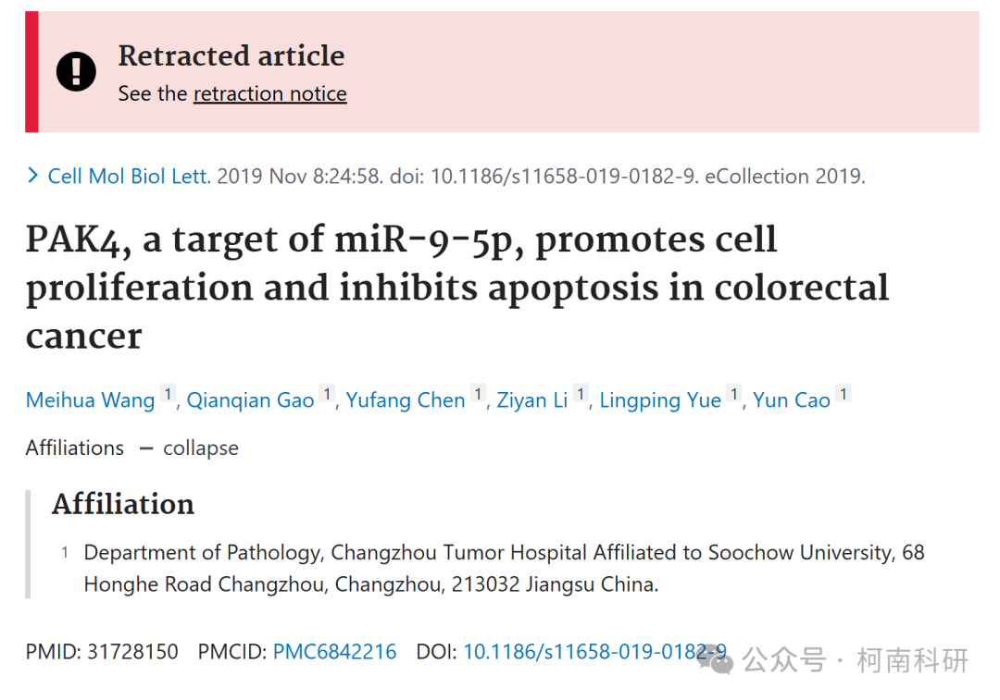 Retracted article
See the retraction notice
Cell Mol Biol Lett. 2019 Nov 8:24:58. doi: 10.1186/s11658-019-0182-9. eCollection 2019.
PAK4, a target of miR-9-5p, promotes cell
proliferation and inhibits apoptosis in colorectal
cancer
Meihua Wang 1, Qianqian Gao 1, Yufang Chen 1, Ziyan Li 1, Lingping Yue 1, Yun Cao 1
Affiliations — collapse
Affiliation
1 Department of Pathology, Changzhou Tumor Hospital Affiliated to Soochow University, 68
Honghe Road Changzhou, Changzhou, 213032 Jiangsu China.
PMID: 31728150 PMCID: PMC6842216 DOI: 10.1186/s11658-019-0182-9
公众号 · 柯南科研